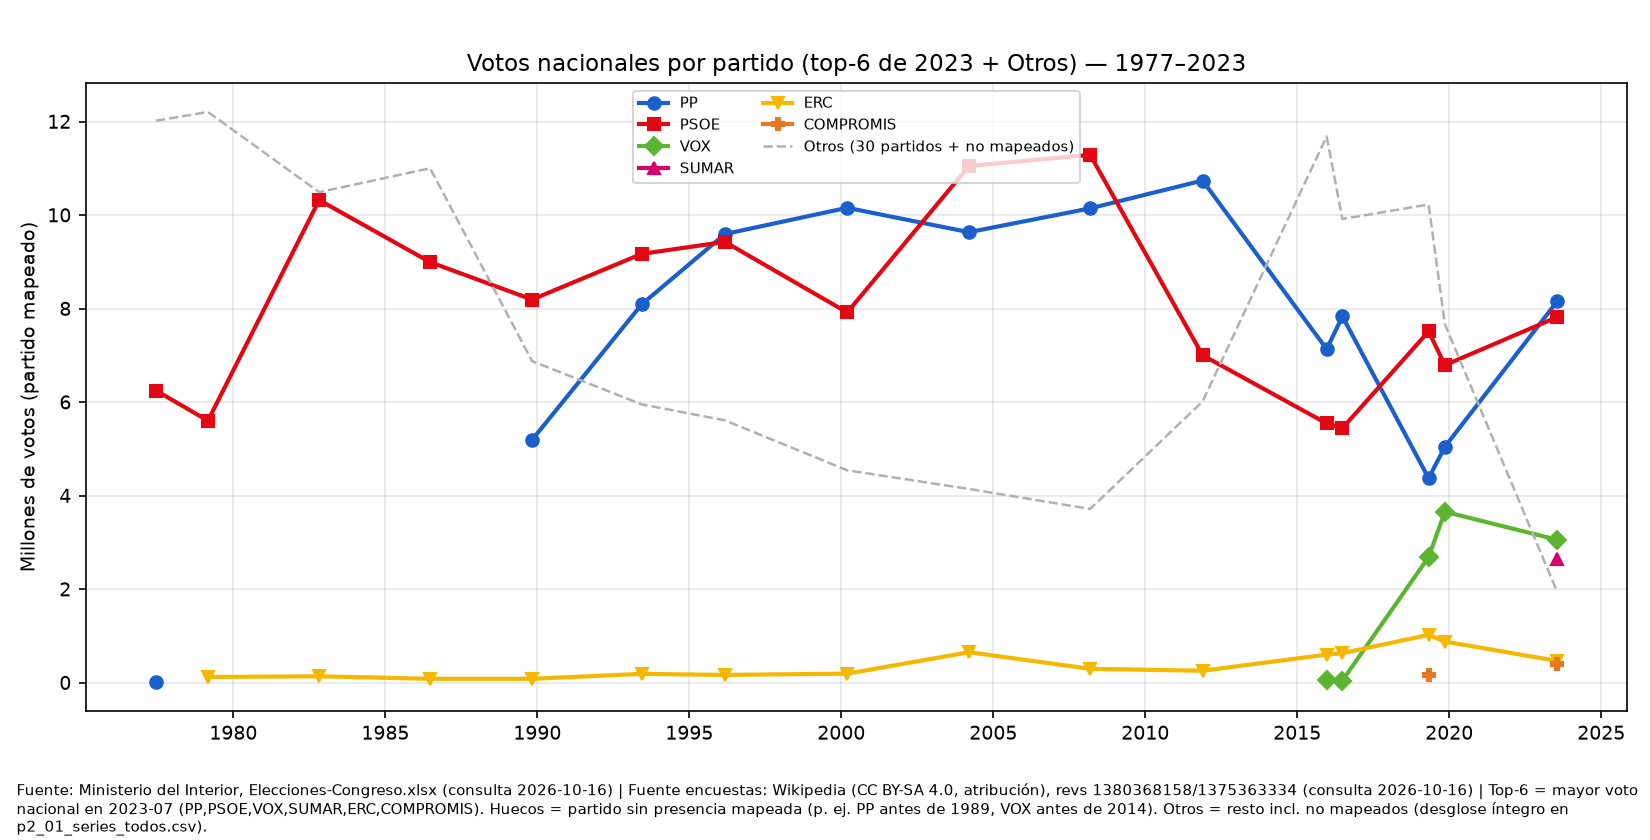 Votos nacionales por partido (top-6 de 2023 + Otros) — 1977–2023
PP
PSOE
VOX
SUMAR
ERC
COMPROMIS
Otros (30 partidos + no mapeados)
Millones de votos (partido mapeado)
12
10
8
6
4
2
0
1980
1985
1990
1995
2000
2005
2010
2015
2020
2025
Fuente: Ministerio del Interior, Elecciones-Congreso.xlsx (consulta 2026-10-16) | Fuente encuestas: Wikipedia (CC BY-SA 4.0, atribución), revs 1380368158/1375363334 (consulta 2026-10-16) | Top-6 = mayor voto
nacional en 2023-07 (PP,PSOE,VOX,SUMAR,ERC,COMPROMIS). Huecos = partido sin presencia mapeada (p. ej. PP antes de 1989, VOX antes de 2014). Otros = resto incl. no mapeados (desglose íntegro en
p2_01_series_todos.csv).